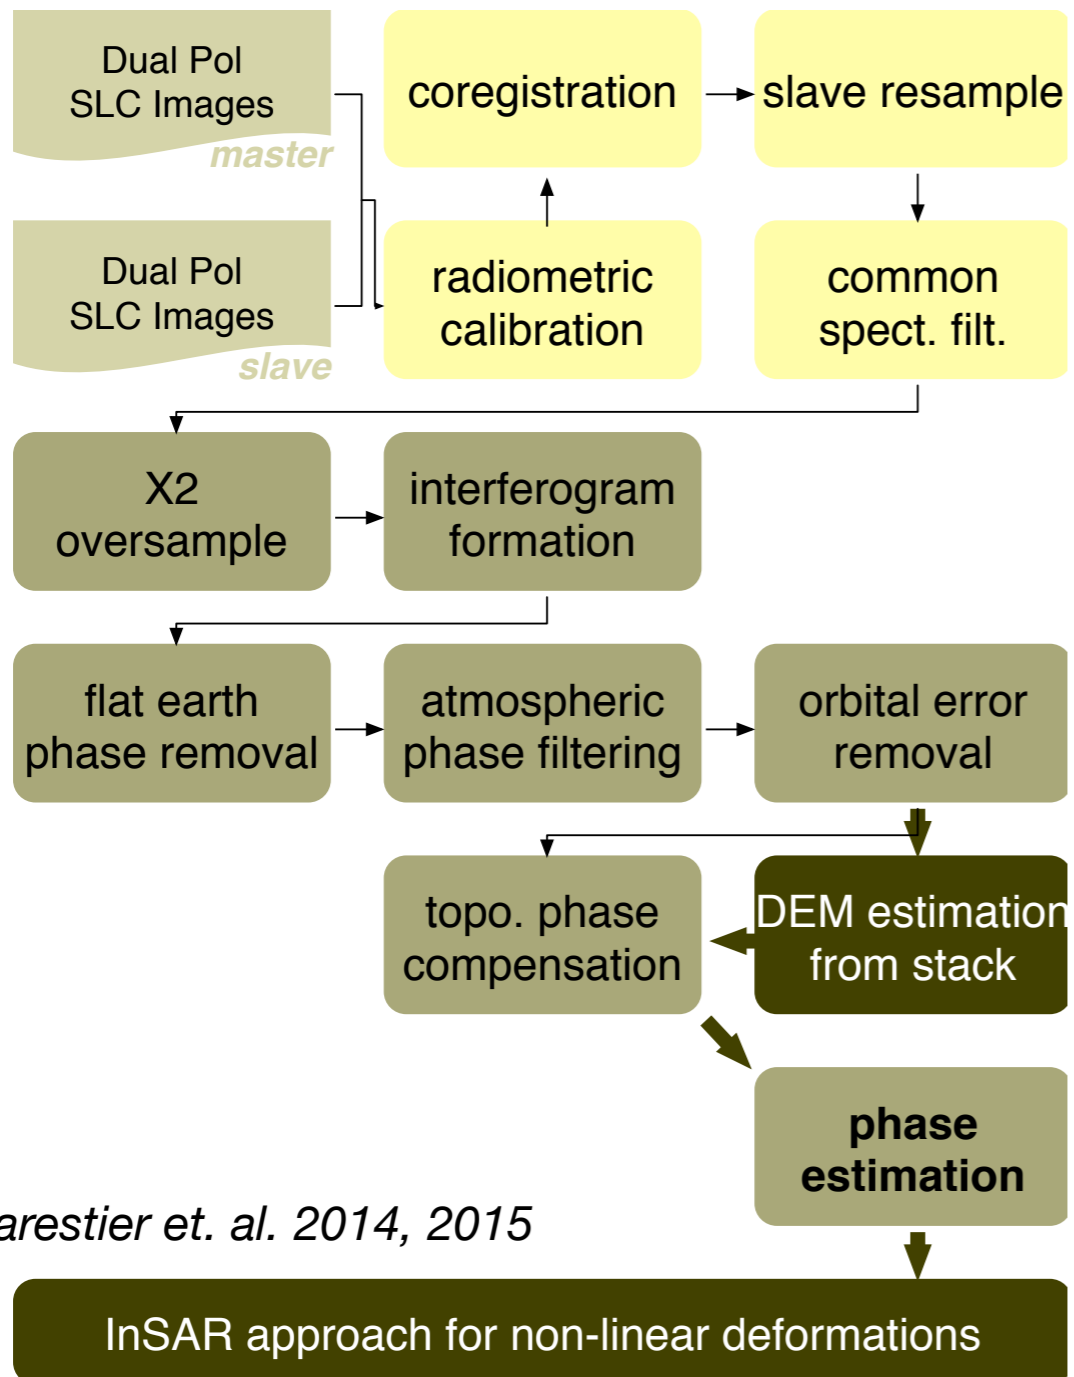 Dual Pol
SLC Images
master
coregistration
slave resample
Dual Pol
SLC Images
slave
radiometric
calibration
common
spect. filt.
X2
oversample
interferogram
formation
flat earth
phase removal
atmospheric
phase filtering
orbital error
removal
topo. phase
compensation
DEM estimation
from stack
phase
estimation
arestier et. al. 2014, 2015
InSAR approach for non-linear deformations